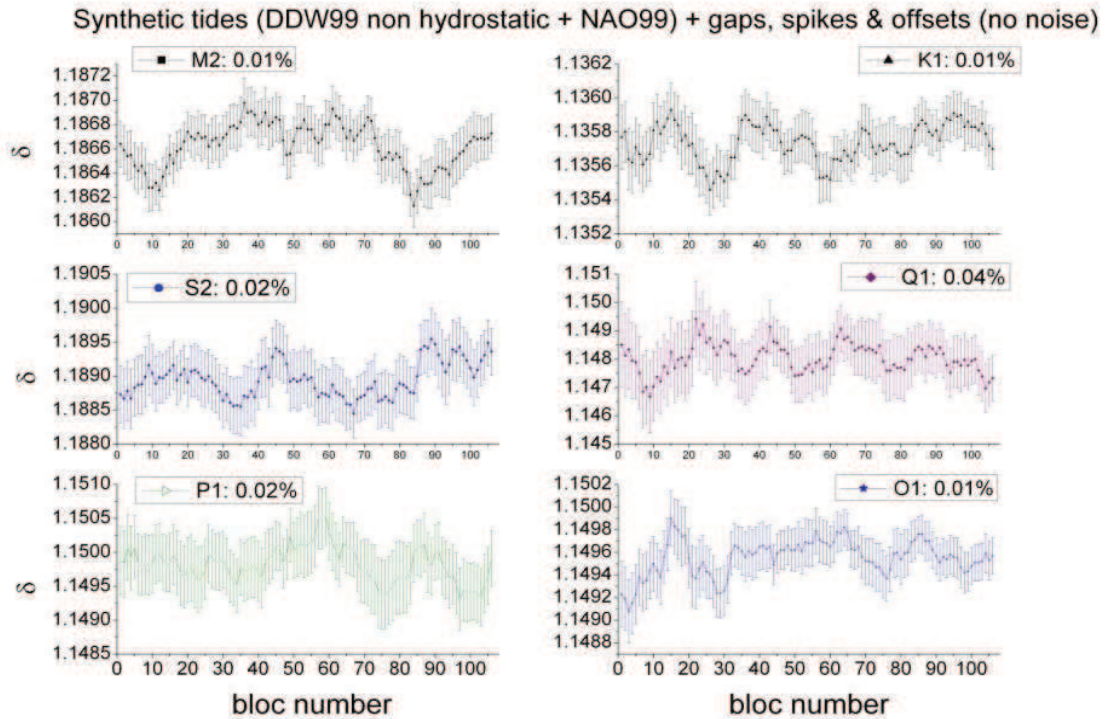 Synthetic tides (DDW99 non hydrostatic + NAO99) + gaps, spikes & offsets (no noise)
M2: 0.01%
1.1872
1.1870
1.1868
1.1866
1.1864
1.1862
1.1860
δ
0 10 20 30 40 50 60 70 80 90 100
K1: 0.01%
1.1362
1.1360
1.1358
1.1356
1.1354
1.1352
0 10 20 30 40 50 60 70 80 90 100
S2: 0.02%
1.1905
1.1900
1.1895
1.1890
1.1885
1.1880
δ
0 10 20 30 40 50 60 70 80 90 100
Q1: 0.04%
1.151
1.150
1.149
1.148
1.147
1.146
1.145
0 10 20 30 40 50 60 70 80 90 100
P1: 0.02%
1.1510
1.1505
1.1500
1.1495
1.1490
1.1485
δ
0 10 20 30 40 50 60 70 80 90 100
bloc number
O1: 0.01%
1.1502
1.1500
1.1498
1.1496
1.1494
1.1492
1.1490
1.1488
0 10 20 30 40 50 60 70 80 90 100
bloc number